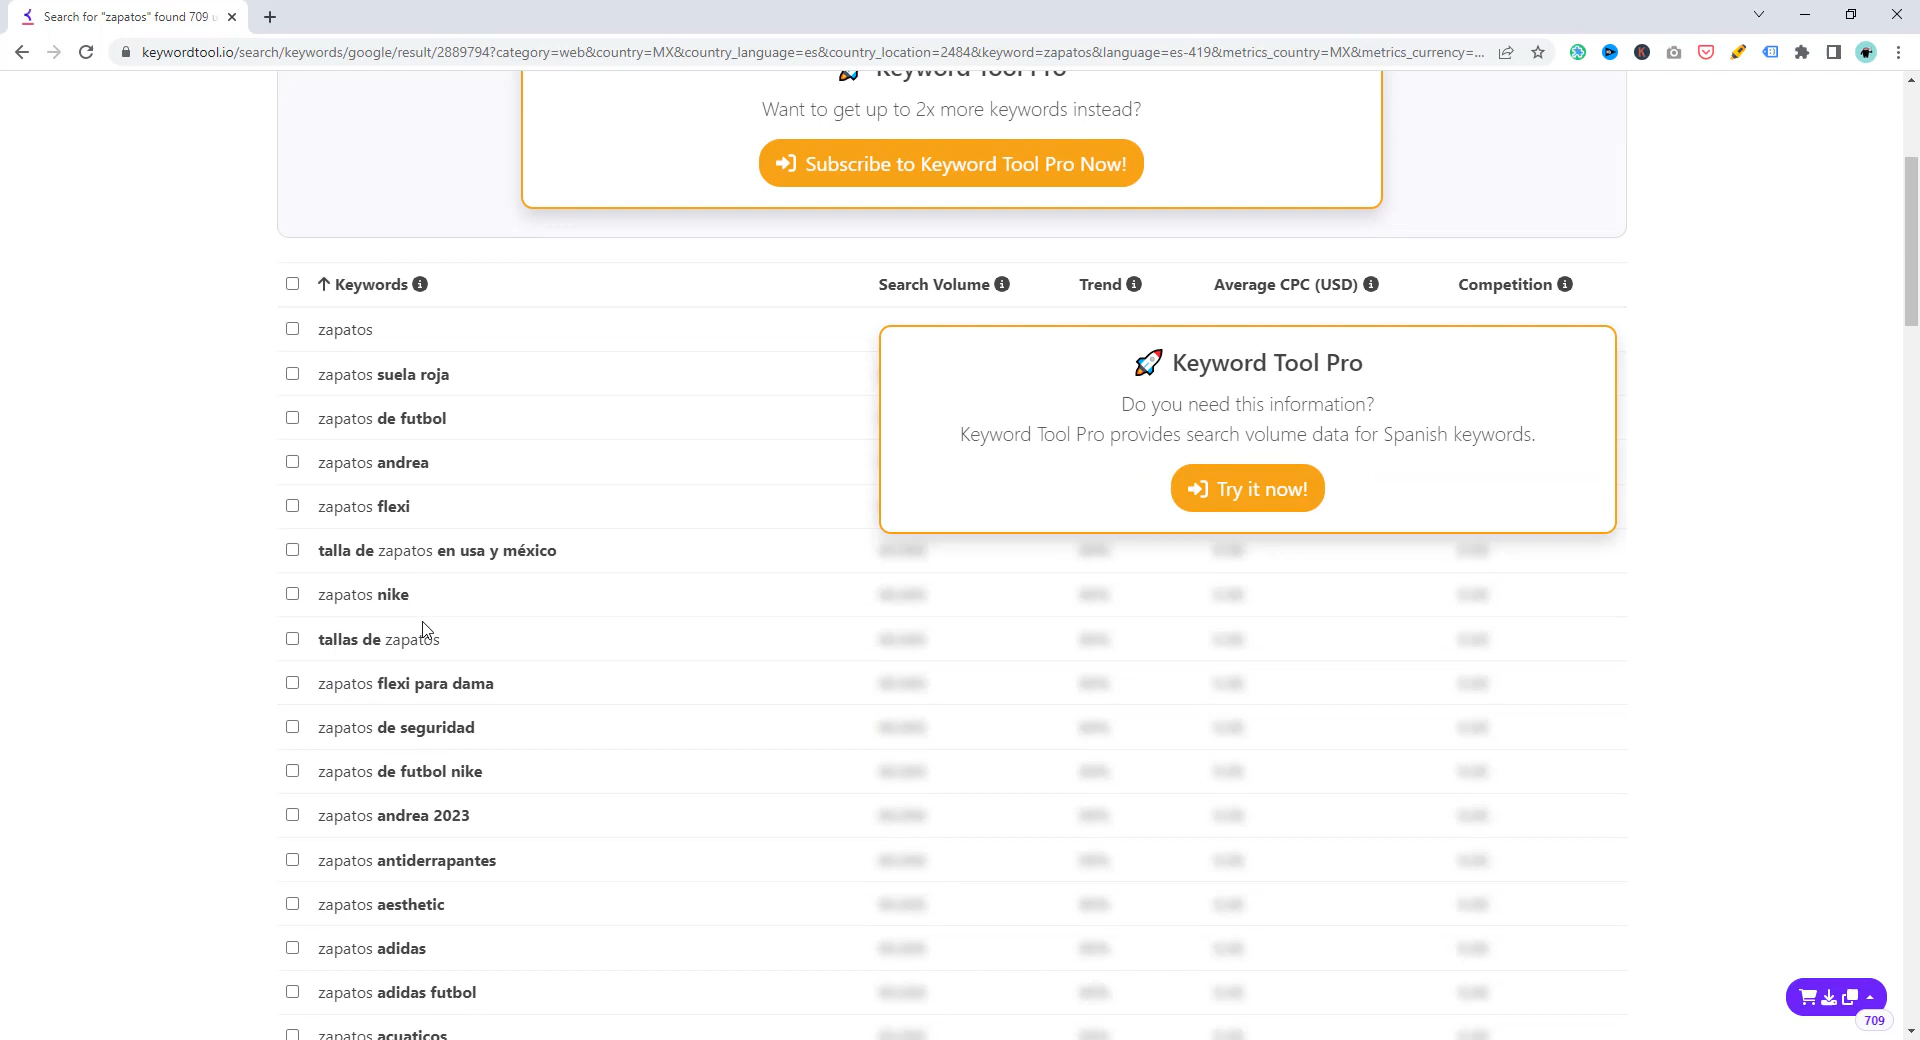 Search for "zapatos" found 709
keywordtool.io/search/keywords/google/result/2889794?category=web&country=MX&country_language=es&country_location=2484&keyword=zapatos&language=es-419&metrics_country=MX&metrics_currency=...
Keyword Tool Pro
Want to get up to 2x more keywords instead?
Subscribe to Keyword Tool Pro Now!
Keywords Search Volume Trend Average CPC (USD) Competition
zapatos
zapatos suela roja
zapatos de futbol
zapatos andrea
zapatos flexi
Keyword Tool Pro
Do you need this information?
Keyword Tool Pro provides search volume data for Spanish keywords.
Try it now!
talla de zapatos en usa y méxico
zapatos nike
tallas de zapatos
zapatos flexi para dama
zapatos de seguridad
zapatos de futbol nike
zapatos andrea 2023
zapatos antiderrapantes
zapatos aesthetic
zapatos adidas
zapatos adidas futbol
zapatos acuaticos
709